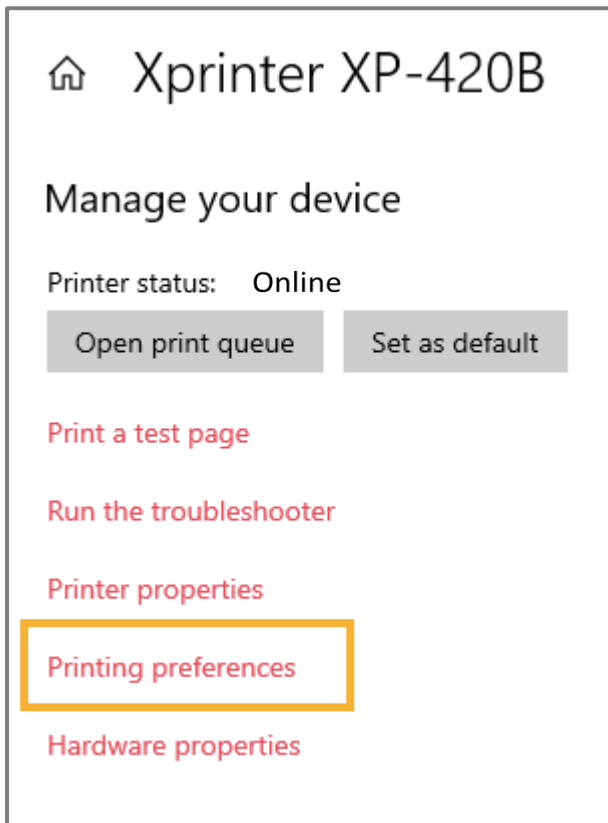 Xprinter XP-420B
Manage your device
Printer status: Online
Open print queue Set as default
Print a test page
Run the troubleshooter
Printer properties
Printing preferences
Hardware properties